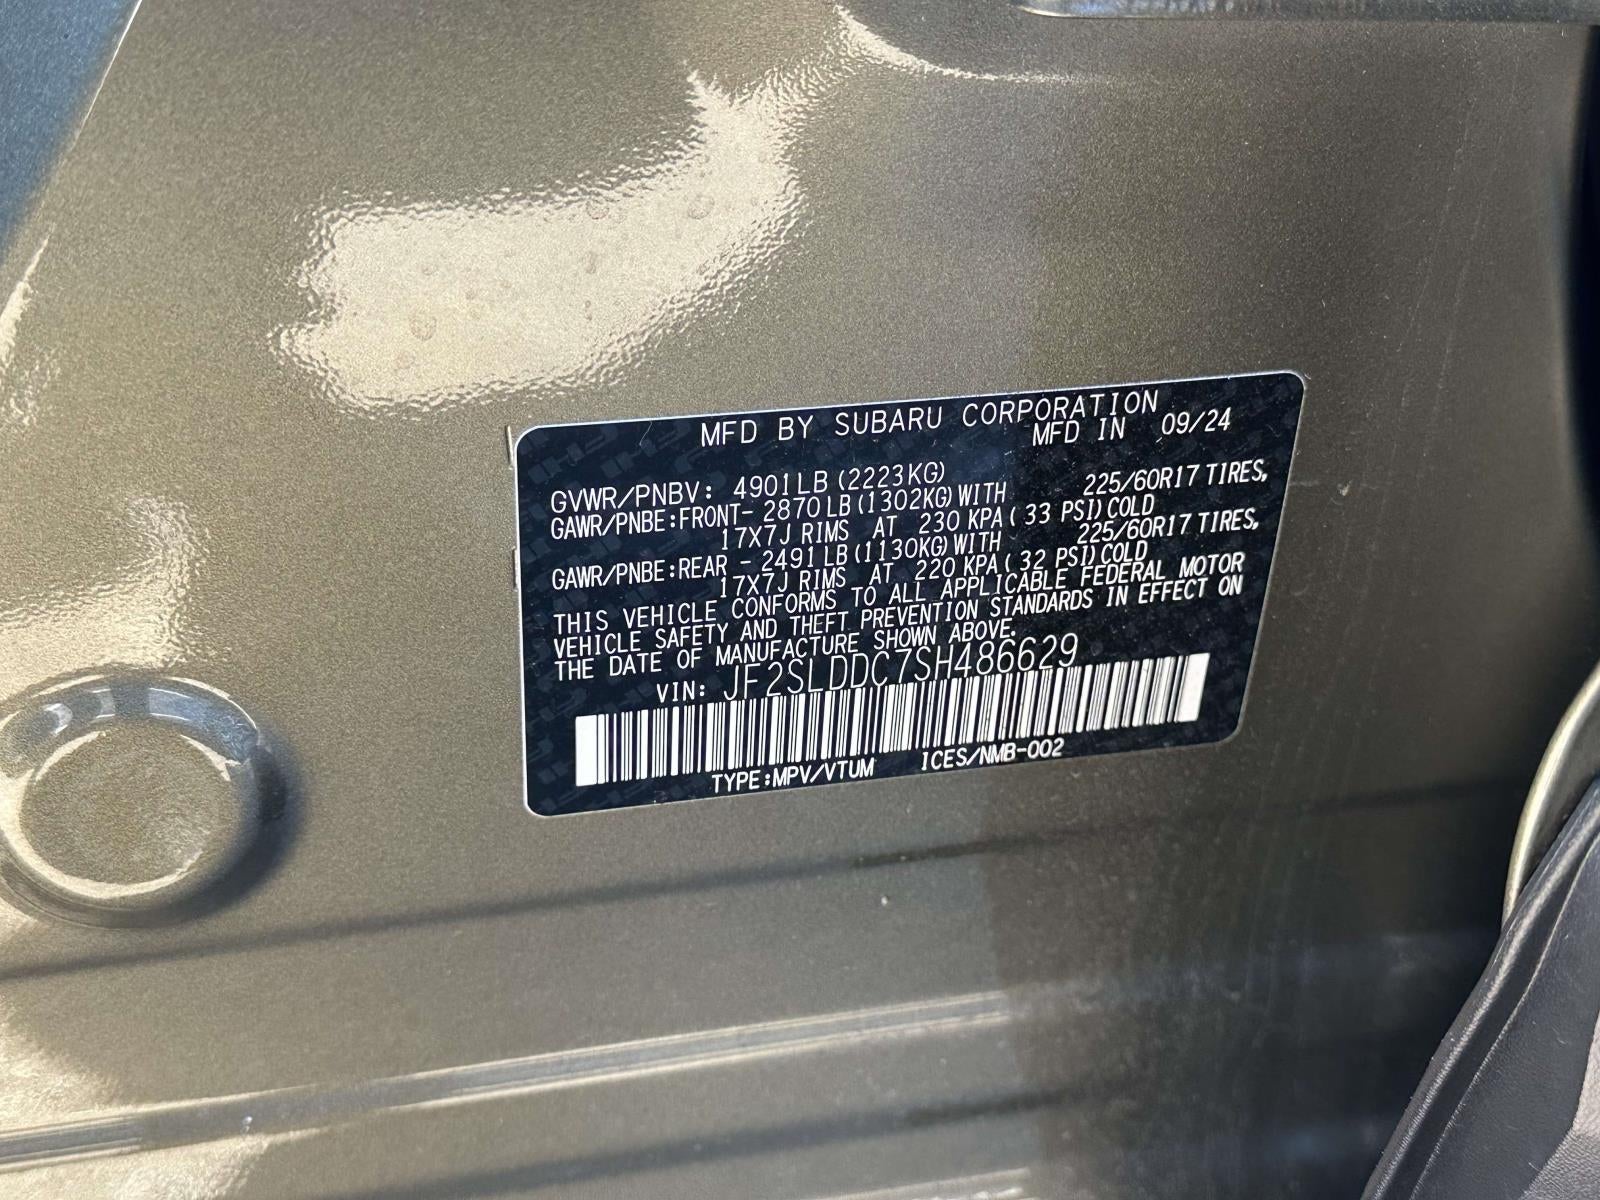 MFD BY SUBARU CORPORATION
MFD IN 09/24
GVWR/PNBV: 4901LB (2223KG)
GAWR/PNBE:FRONT- 2870LB (1302KG)WITH 225/60R17 TIRES,
17X7J RIMS AT 230 KPA( 33 PSI)COLD
GAWR/PNBE:REAR - 2491LB (1130KG)WITH 225/60R17 TIRES,
17X7J RIMS AT 220 KPA( 32 PSI)COLD
THIS VEHICLE CONFORMS TO ALL APPLICABLE FEDERAL MOTOR
VEHICLE SAFETY AND THEFT PREVENTION STANDARDS IN EFFECT ON
THE DATE OF MANUFACTURE SHOWN ABOVE.
VIN: JF2SLDDC7SH486629
TYPE:MPV/VTUM ICES/NMB-002